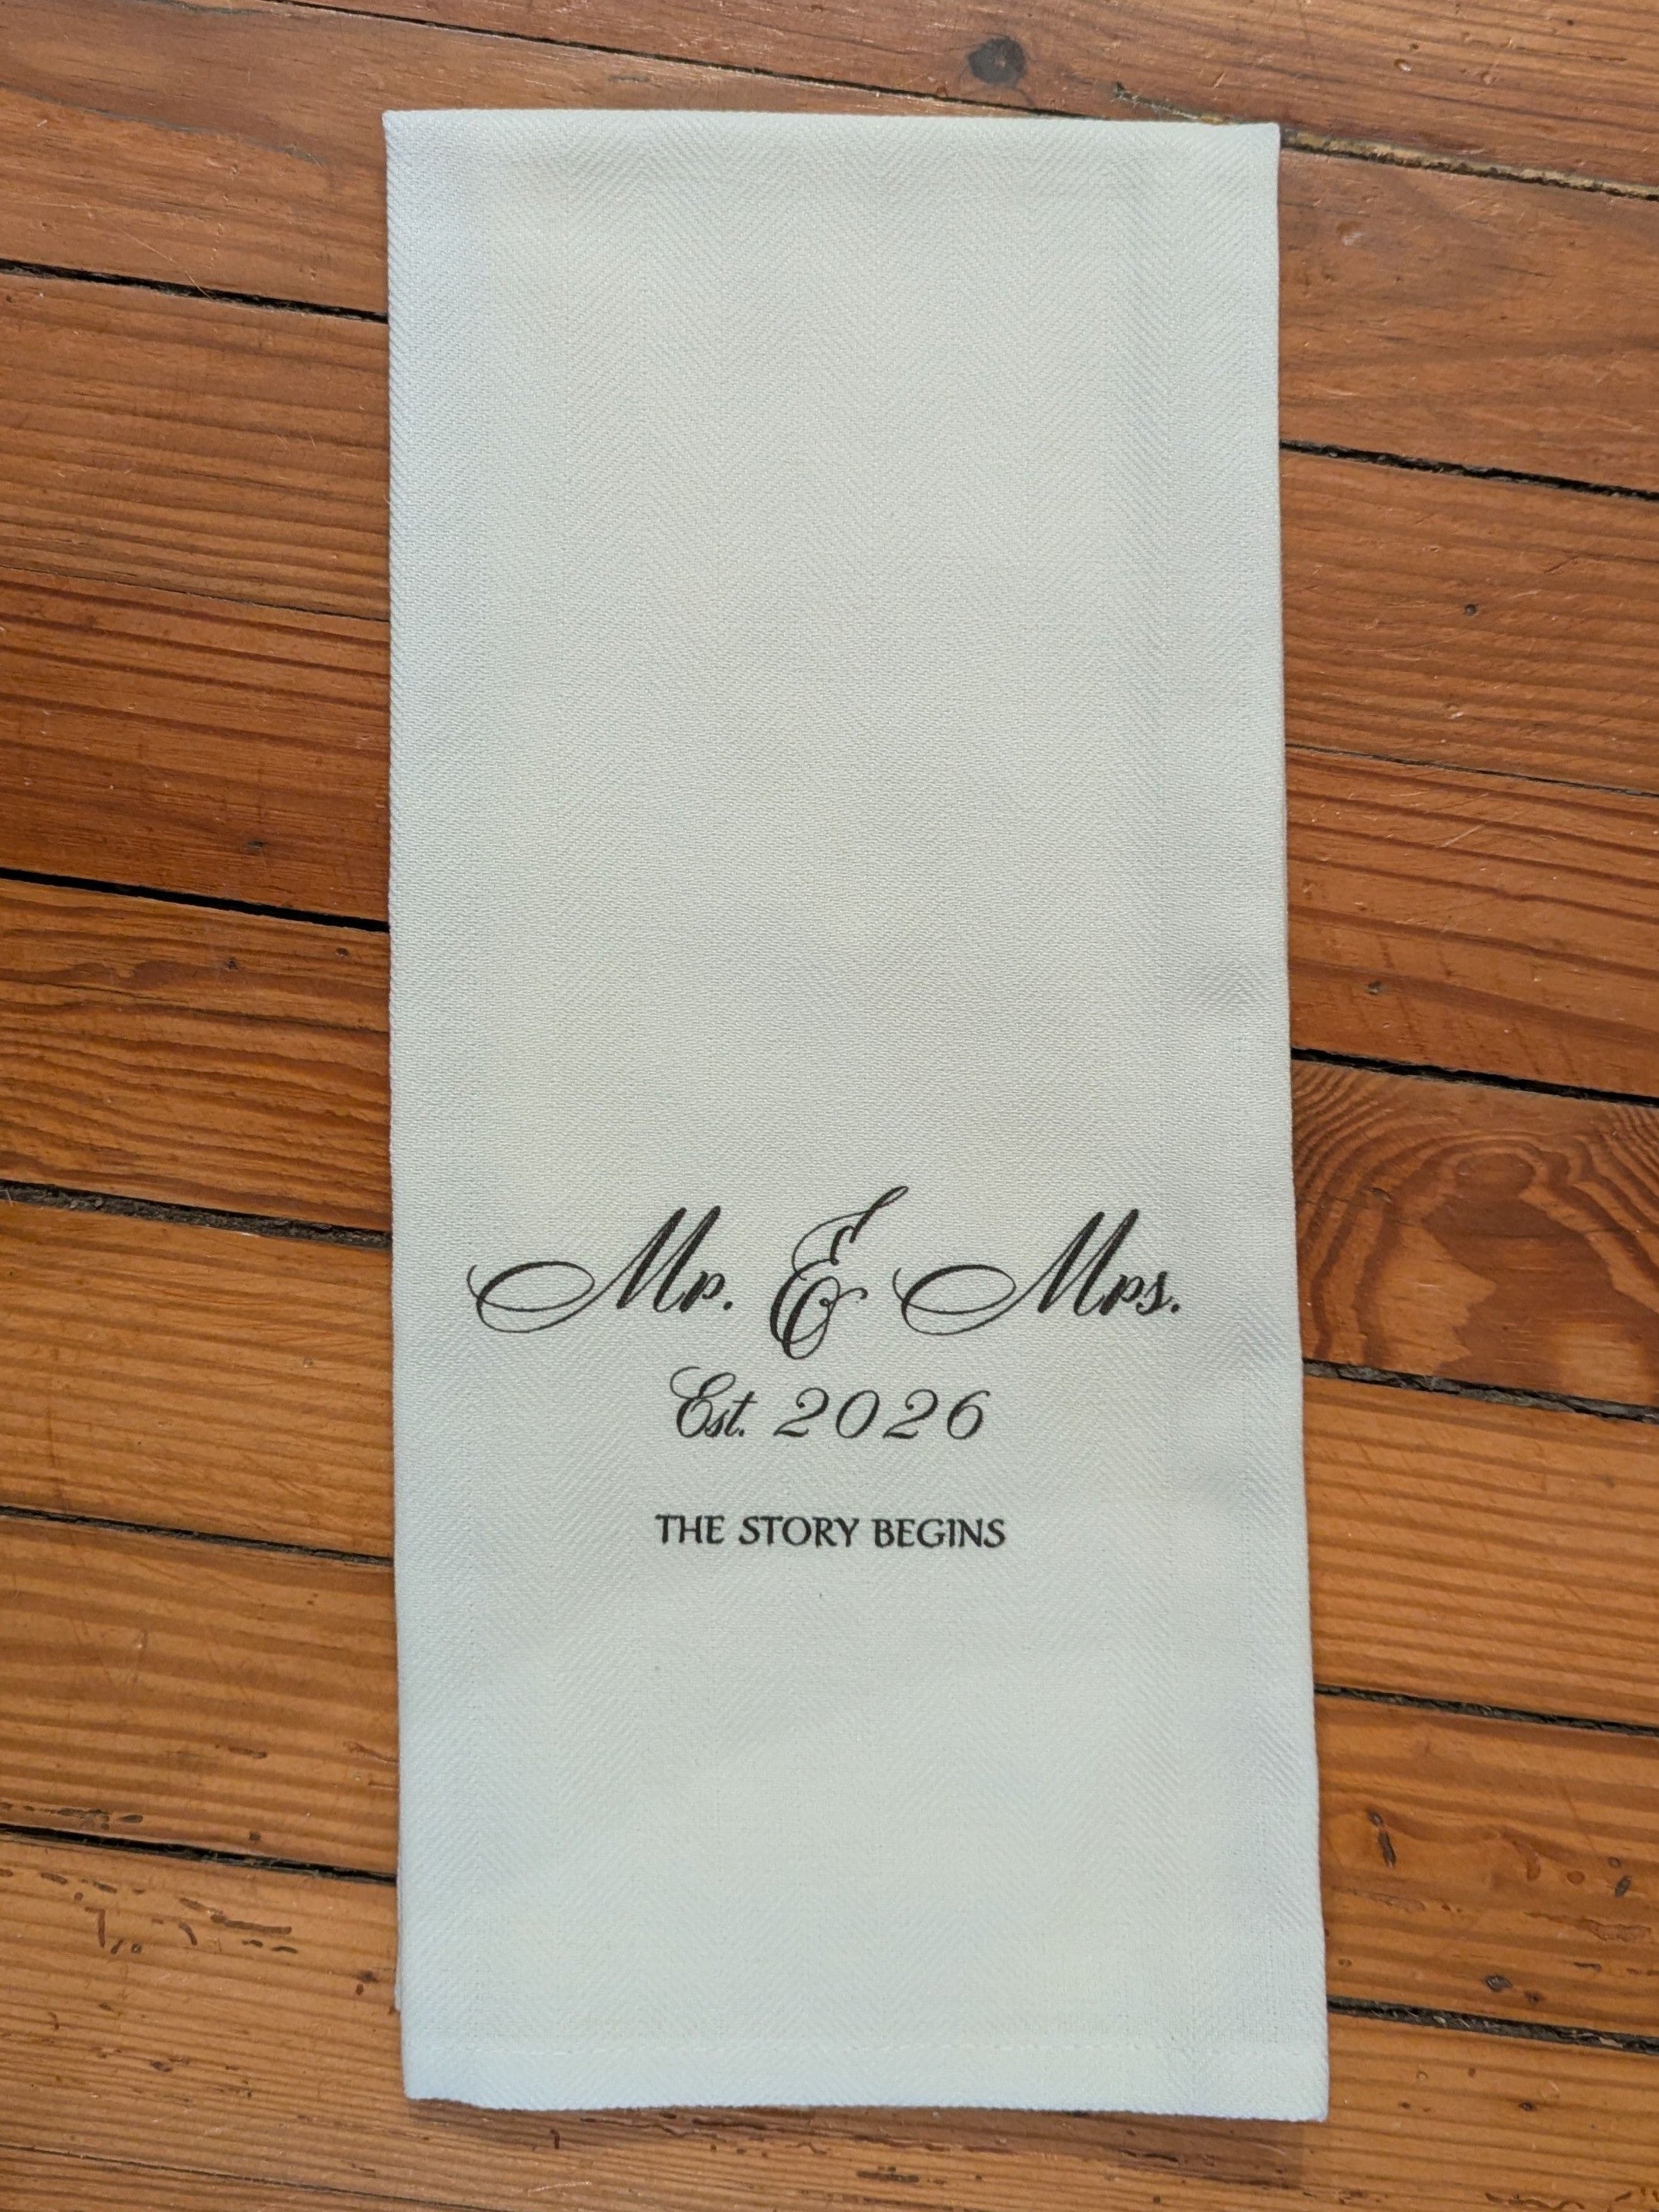 Mr. & Mrs.
Est. 2026
THE STORY BEGINS